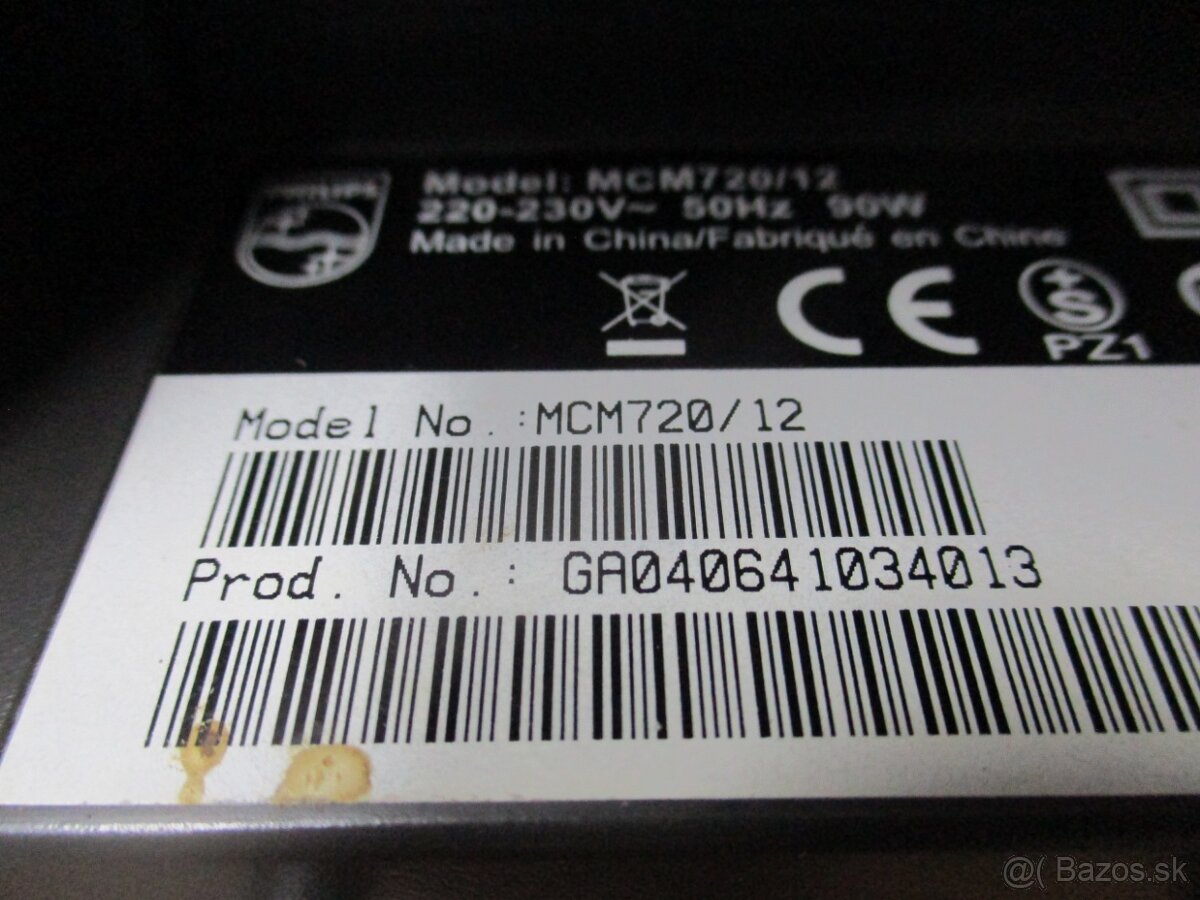 PHILIPS
Model: MCM720/12
220-230V~ 50Hz 90W
Made in China/Fabriqué en Chine
CE
S
PZ1
Model No.:MCM720/12
Prod. No.: GA040641034013
@( Bazos.sk